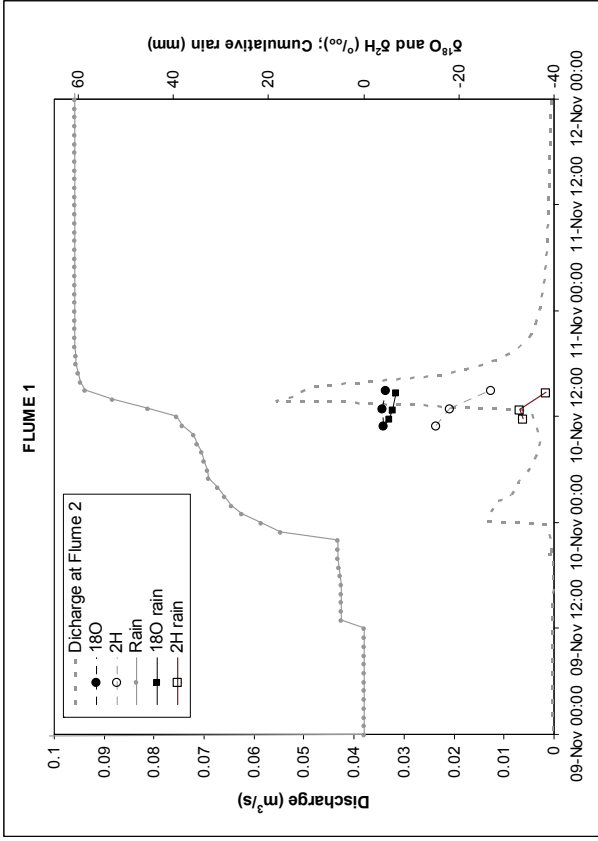 FLUME 1
Dicharge at Flume 2
18O
2H
Rain
18O rain
2H rain
Discharge (m³/s)
0.1
0.09
0.08
0.07
0.06
0.05
0.04
0.03
0.02
0.01
0
δ¹⁸O and δ²H (°/₀₀); Cumulative rain (mm)
60
40
20
0
-20
-40
09-Nov 00:00 09-Nov 12:00 10-Nov 00:00 10-Nov 12:00 11-Nov 00:00 11-Nov 12:00 12-Nov 00:00